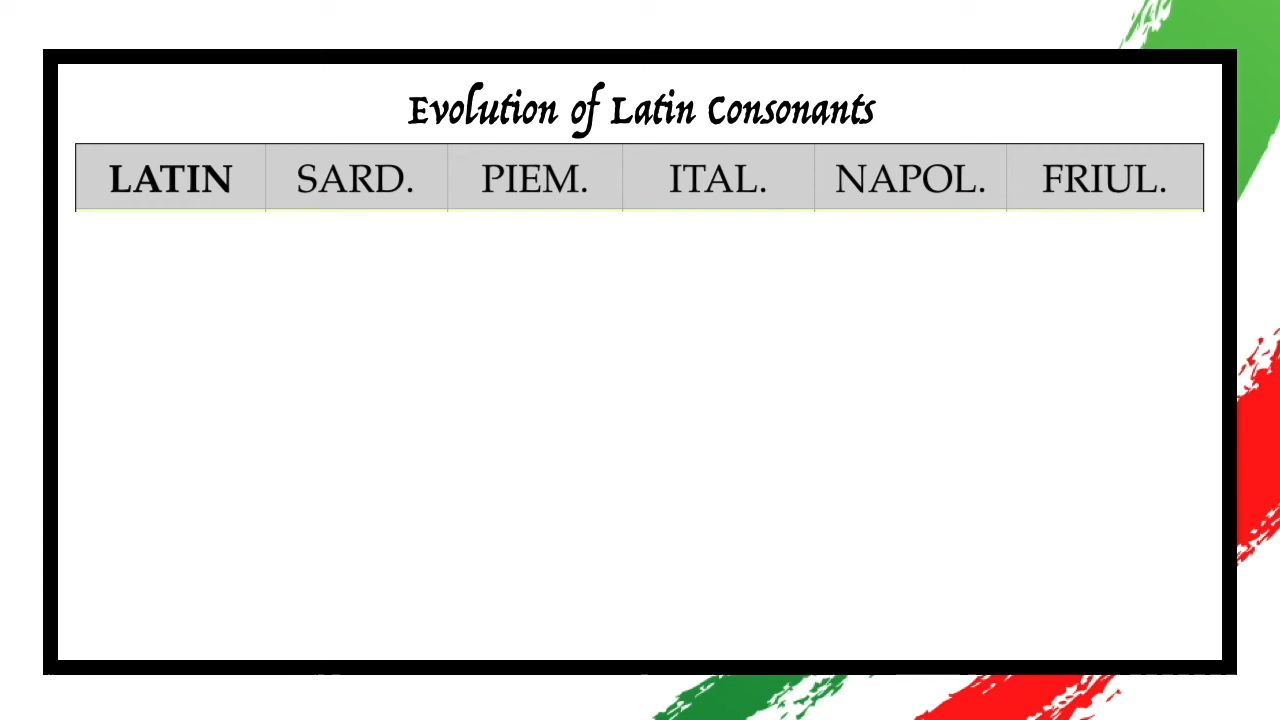 Evolution of Latin Consonants
LATIN SARD. PIEM. ITAL. NAPOL. FRIUL.